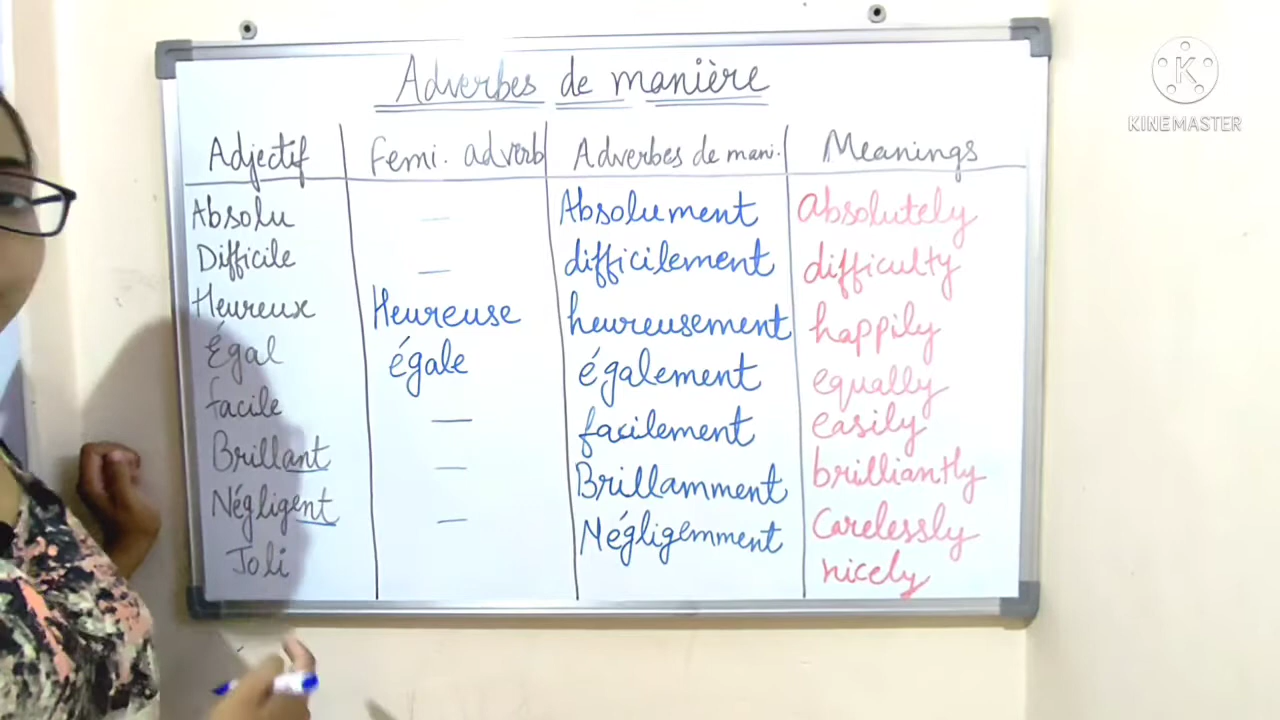 Adverbes de manière
Adjectif Femi. adverb Adverbes de mani. Meanings
Absolu — Absolument absolutely
Difficile — difficilement difficulty
Heureux Heureuse heureusement happily
Égal égale également equally
facile — facilement easily
Brillant — Brillamment brilliantly
Négligent — Négligemment Carelessly
Joli nicely
K
KINEMASTER